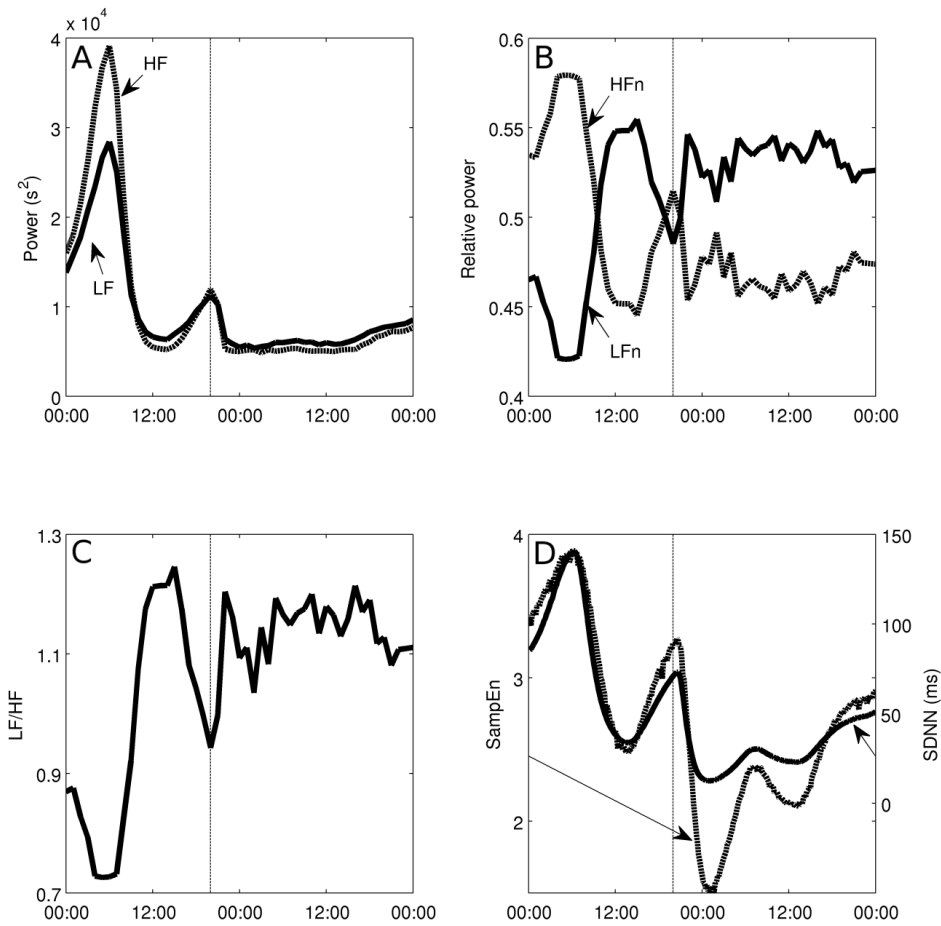 x 10⁴
4
3
2
1
0
Power (s²)
A
HF
LF
00:00 12:00 00:00 12:00 00:00
0.6
0.55
0.5
0.45
0.4
Relative power
B
HFn
LFn
00:00 12:00 00:00 12:00 00:00
1.3
1.1
0.9
0.7
LF/HF
C
00:00 12:00 00:00 12:00 00:00
4
3
2
SampEn
D
150
100
50
0
SDNN (ms)
00:00 12:00 00:00 12:00 00:00